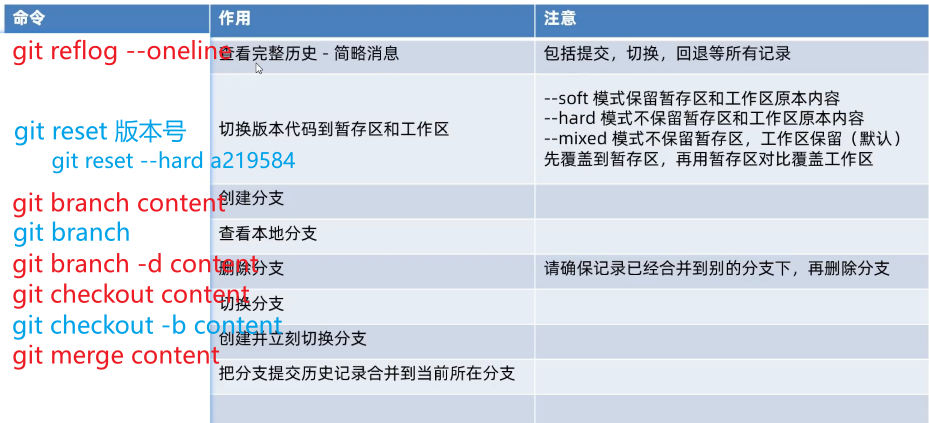 命令 作用 注意
git reflog --oneline 查看完整历史 - 简略消息 包括提交，切换，回退等所有记录
--soft 模式保留暂存区和工作区原本内容
--hard 模式不保留暂存区和工作区原本内容
git reset 版本号 切换版本代码到暂存区和工作区
--mixed 模式不保留暂存区，工作区保留（默认）
git reset --hard a219584 先覆盖到暂存区，再用暂存区对比覆盖工作区
git branch content 创建分支
git branch 查看本地分支
git branch -d content 删除分支 请确保记录已经合并到别的分支下，再删除分支
git checkout content 切换分支
git checkout -b content 创建并立刻切换分支
git merge content 把分支提交历史记录合并到当前所在分支